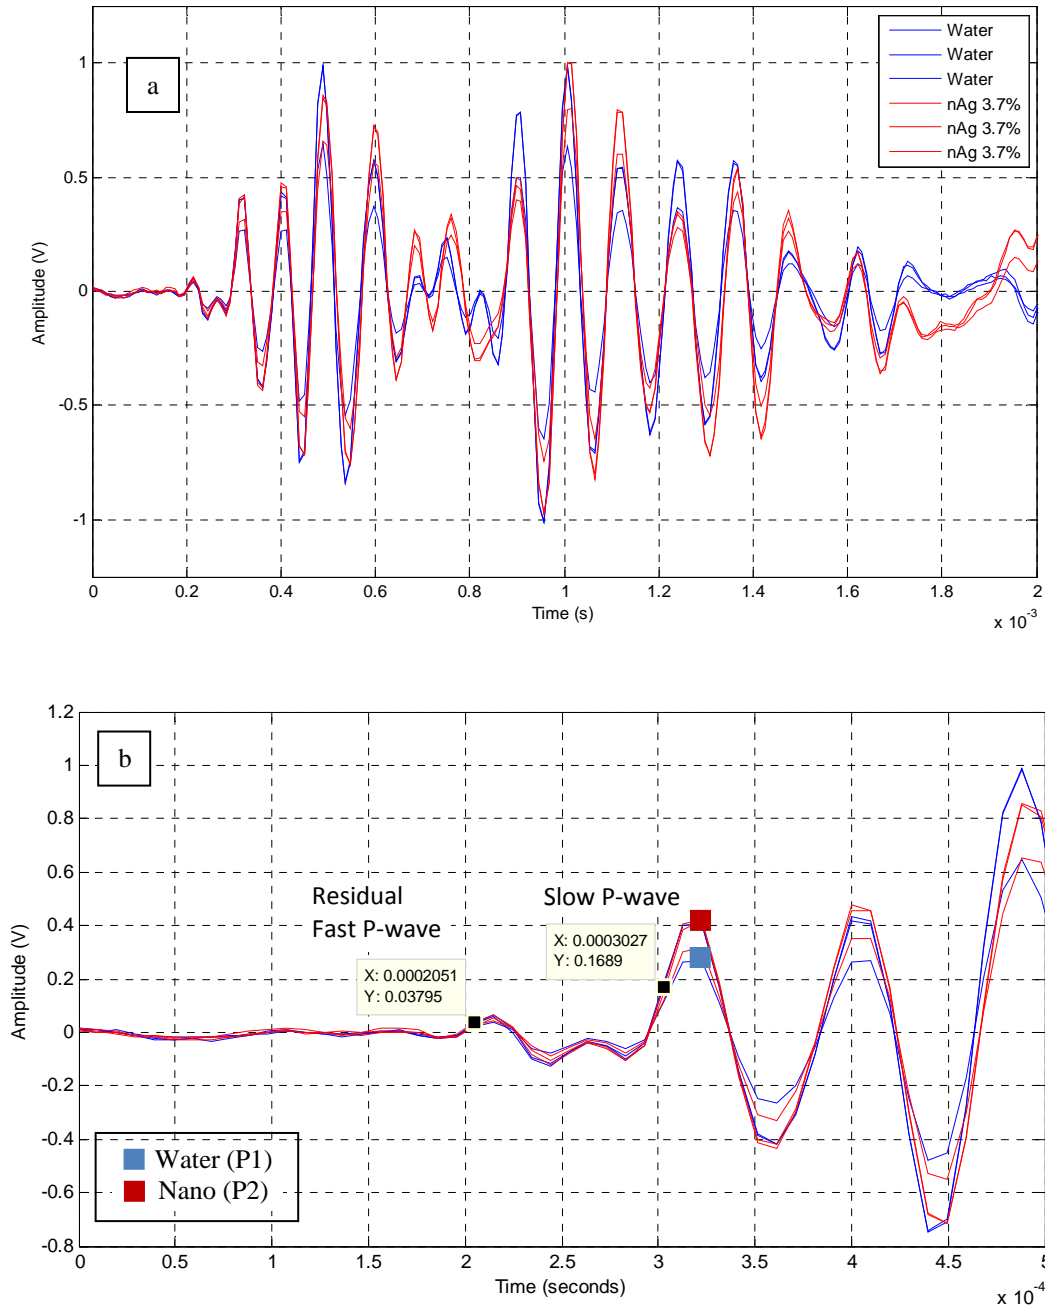 a
Water
Water
Water
nAg 3.7%
nAg 3.7%
nAg 3.7%
1
0.5
0
-0.5
-1
Amplitude (V)
0 0.2 0.4 0.6 0.8 1 1.2 1.4 1.6 1.8 2
Time (s)
x 10⁻³
b
1.2
1
0.8
0.6
0.4
0.2
0
-0.2
-0.4
-0.6
-0.8
Amplitude (V)
Residual
Fast P-wave
X: 0.0002051
Y: 0.03795
Slow P-wave
X: 0.0003027
Y: 0.1689
Water (P1)
Nano (P2)
0 0.5 1 1.5 2 2.5 3 3.5 4 4.5 5
Time (seconds)
x 10⁻⁴